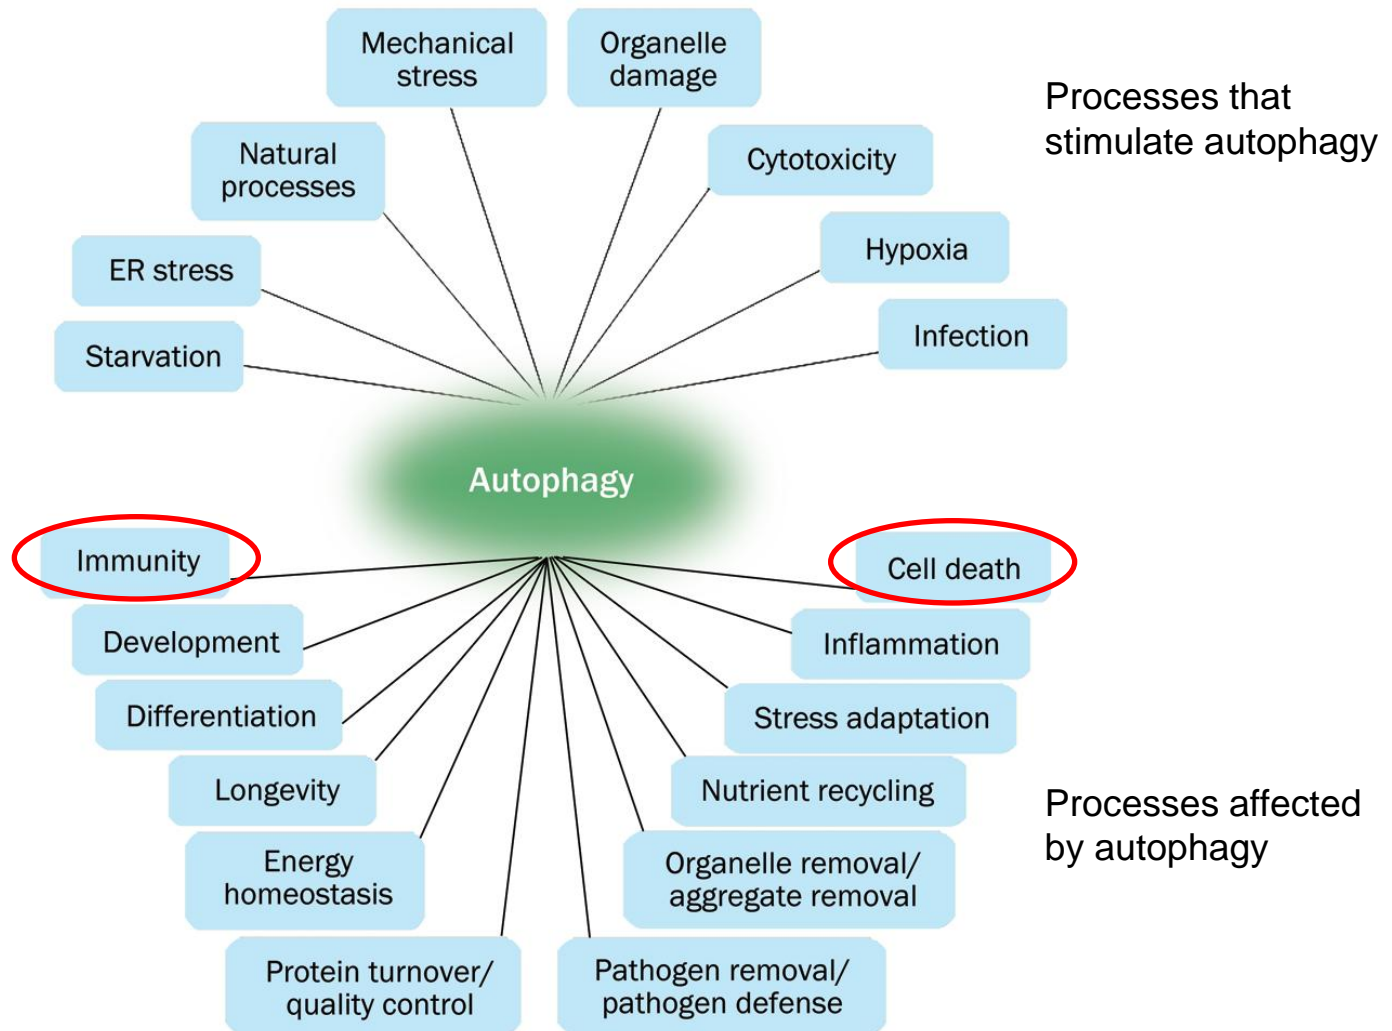 Mechanical
stress
Organelle
damage
Processes that
stimulate autophagy
Natural
processes
Cytotoxicity
ER stress
Hypoxia
Starvation
Infection
Autophagy
Immunity
Cell death
Development
Inflammation
Differentiation
Stress adaptation
Longevity
Nutrient recycling
Processes affected
by autophagy
Energy
homeostasis
Organelle removal/
aggregate removal
Protein turnover/
quality control
Pathogen removal/
pathogen defense